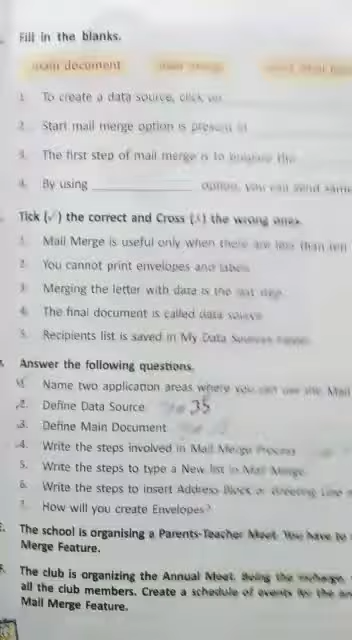 Fill in the blanks.
main document mail merge
1. To create a data source, click on
2. Start mail merge option is present in
3. The first step of mail merge is to prepare the
4. By using ____________ option, you can send same
Tick (✓) the correct and Cross (X) the wrong ones.
1. Mail Merge is useful only when there are less than ten
2. You cannot print envelopes and labels
3. Merging the letter with data is the last step
4. The final document is called data source
5. Recipients list is saved in My Data Sources
Answer the following questions.
1. Name two application areas where you can use the Mail
2. Define Data Source 35
3. Define Main Document
4. Write the steps involved in Mail Merge Process
5. Write the steps to type a New list in Mail Merge
6. Write the steps to insert Address Block or Greeting Line
7. How will you create Envelopes?
The school is organising a Parents-Teacher Meet. You have to
Merge Feature.
The club is organizing the Annual Meet. Being the
all the club members. Create a schedule of events for the
Mail Merge Feature.